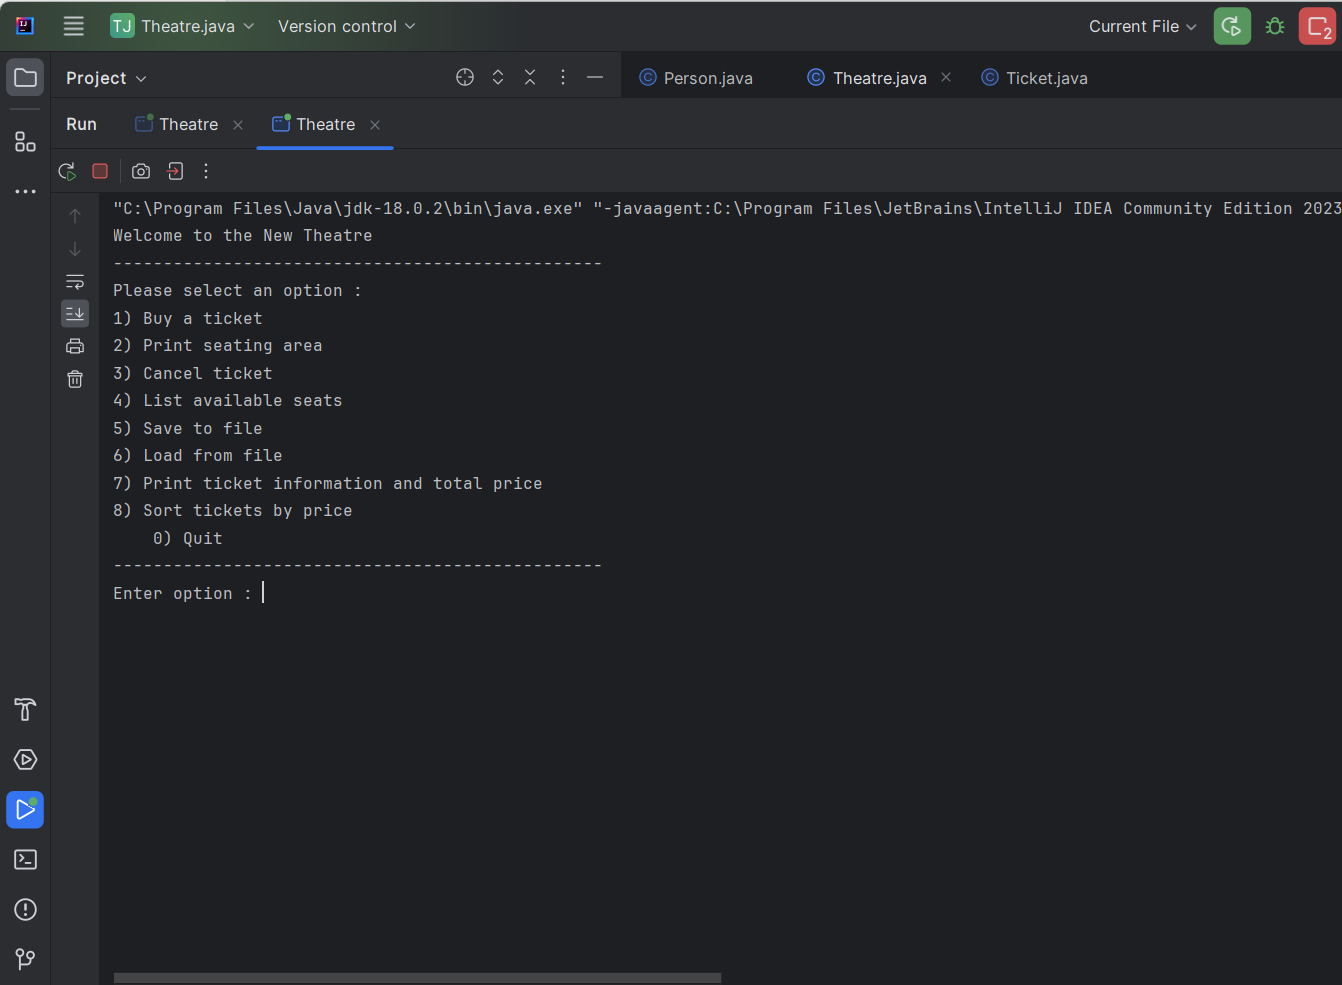 TJ Theatre.java Version control Current File 2
Project Person.java Theatre.java Ticket.java
Run Theatre Theatre
"C:\Program Files\Java\jdk-18.0.2\bin\java.exe" "-javaagent:C:\Program Files\JetBrains\IntelliJ IDEA Community Edition 2023
Welcome to the New Theatre
-------------------------------------------------
Please select an option :
1) Buy a ticket
2) Print seating area
3) Cancel ticket
4) List available seats
5) Save to file
6) Load from file
7) Print ticket information and total price
8) Sort tickets by price
    0) Quit
-------------------------------------------------
Enter option :